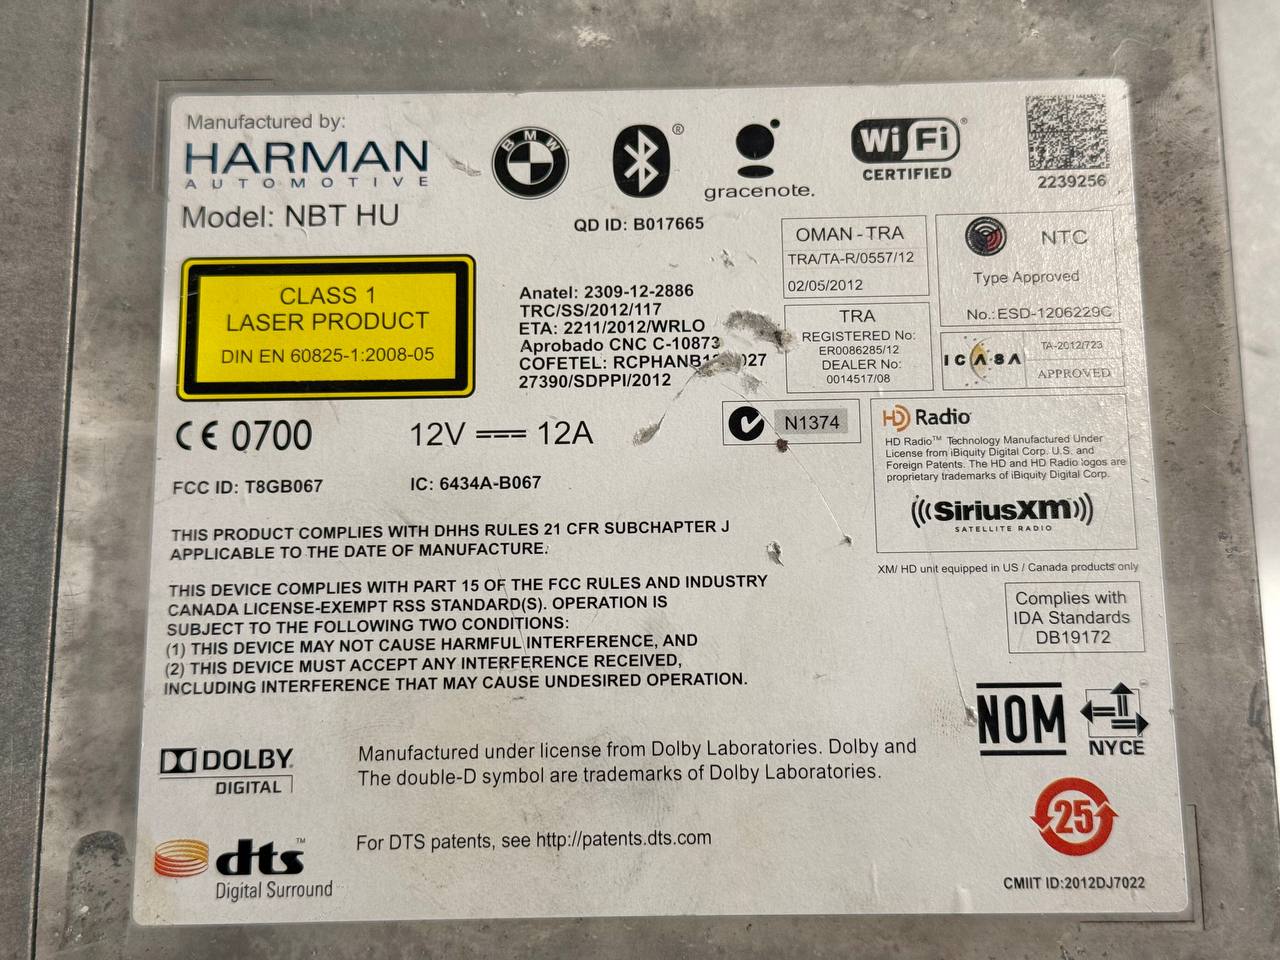 Manufactured by:
HARMAN
AUTOMOTIVE
Model: NBT HU
BMW
®
gracenote.
Wi Fi®
CERTIFIED
2239256
QD ID: B017665
CLASS 1
LASER PRODUCT
DIN EN 60825-1:2008-05
Anatel: 2309-12-2886
TRC/SS/2012/117
ETA: 2211/2012/WRLO
Aprobado CNC C-10873
COFETEL:
27390/SDPPI/2012
OMAN - TRA
TRA/TA-R/0557/12
02/05/2012
TRA
REGISTERED No:
ER0086285/12
DEALER No:
0014517/08
NTC
Type Approved
No.: ESD-1206229C
ICASA
TA-2012/723
APPROVED
CE 0700
12V 12A
N1374
FCC ID: T8GB067
IC: 6434A-B067
HD Radio
HD Radio™ Technology Manufactured Under
License from iBiquity Digital Corp. U.S. and
Foreign Patents. The HD and HD Radio logos are
proprietary trademarks of iBiquity Digital Corp.
SiriusXM
SATELLITE RADIO
XM/ HD unit equipped in US / Canada products only
THIS PRODUCT COMPLIES WITH DHHS RULES 21 CFR SUBCHAPTER J
APPLICABLE TO THE DATE OF MANUFACTURE.
THIS DEVICE COMPLIES WITH PART 15 OF THE FCC RULES AND INDUSTRY
CANADA LICENSE-EXEMPT RSS STANDARD(S). OPERATION IS
SUBJECT TO THE FOLLOWING TWO CONDITIONS:
(1) THIS DEVICE MAY NOT CAUSE HARMFUL INTERFERENCE, AND
(2) THIS DEVICE MUST ACCEPT ANY INTERFERENCE RECEIVED,
INCLUDING INTERFERENCE THAT MAY CAUSE UNDESIRED OPERATION.
Complies with
IDA Standards
DB19172
NOM
NYCE
DOLBY
DIGITAL
Manufactured under license from Dolby Laboratories. Dolby and
The double-D symbol are trademarks of Dolby Laboratories.
dts™
Digital Surround
For DTS patents, see http://patents.dts.com
25
CMIIT ID:2012DJ7022